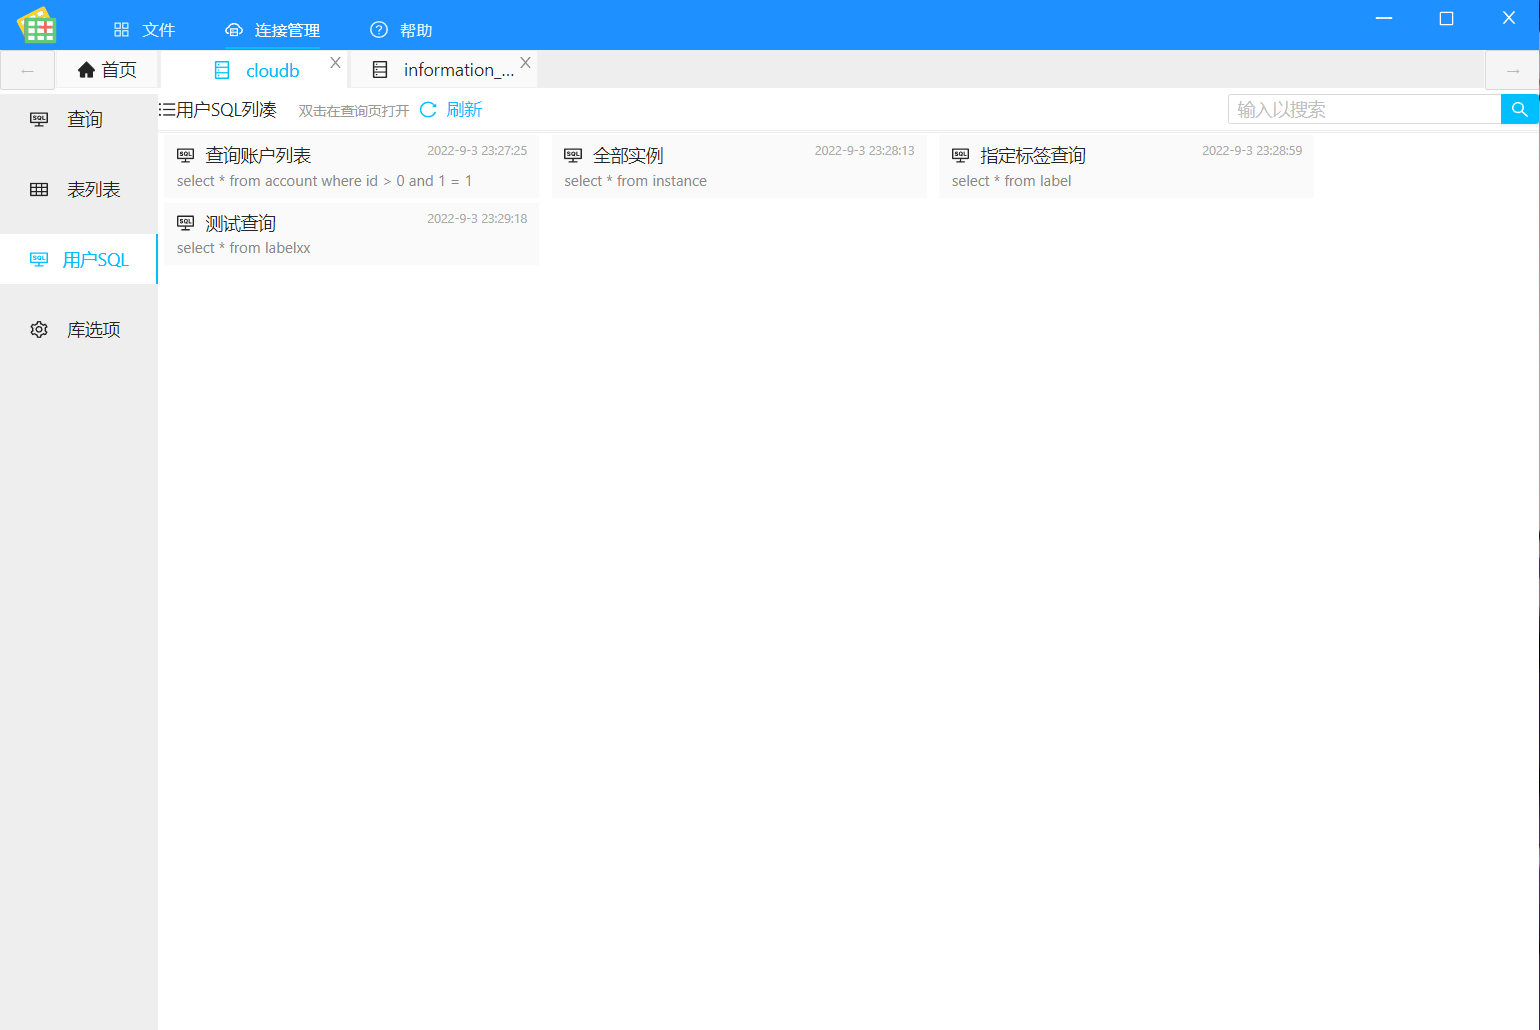 文件 连接管理 帮助
← 首页 cloudb information_... →
查询
表列表
用户SQL
库选项
用户SQL列凑 双击在查询页打开 刷新 输入以搜索
SQL 查询账户列表 2022-9-3 23:27:25
select * from account where id > 0 and 1 = 1
SQL 全部实例 2022-9-3 23:28:13
select * from instance
SQL 指定标签查询 2022-9-3 23:28:59
select * from label
SQL 测试查询 2022-9-3 23:29:18
select * from labelxx